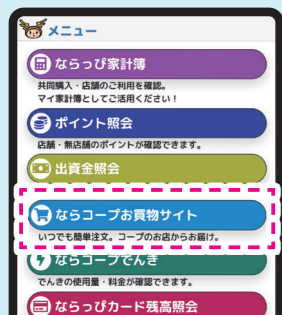 メニュー
ならっぴ家計簿
共同購入・店舗のご利用を確認。
マイ家計簿としてご活用ください！
ポイント照会
店舗・無店舗のポイントが確認できます。
出資金照会
ならコープお買物サイト
いつでも簡単注文。コープのお店からお届け。
ならコープでんき
でんきの使用量・料金が確認できます。
ならっぴカード残高照会